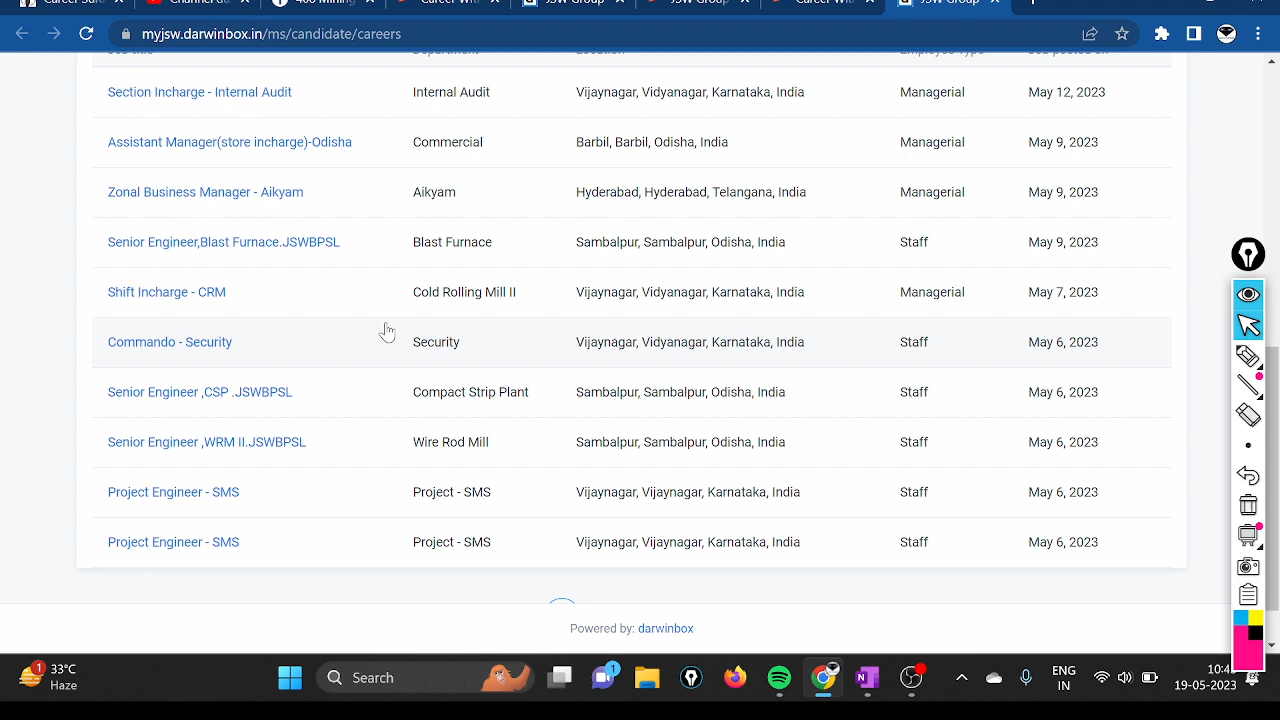 myjsw.darwinbox.in/ms/candidate/careers
Section Incharge - Internal Audit Internal Audit Vijaynagar, Vidyanagar, Karnataka, India Managerial May 12, 2023
Assistant Manager(store incharge)-Odisha Commercial Barbil, Barbil, Odisha, India Managerial May 9, 2023
Zonal Business Manager - Aikyam Aikyam Hyderabad, Hyderabad, Telangana, India Managerial May 9, 2023
Senior Engineer,Blast Furnace.JSWBPSL Blast Furnace Sambalpur, Sambalpur, Odisha, India Staff May 9, 2023
Shift Incharge - CRM Cold Rolling Mill II Vijaynagar, Vidyanagar, Karnataka, India Managerial May 7, 2023
Commando - Security Security Vijaynagar, Vidyanagar, Karnataka, India Staff May 6, 2023
Senior Engineer ,CSP .JSWBPSL Compact Strip Plant Sambalpur, Sambalpur, Odisha, India Staff May 6, 2023
Senior Engineer ,WRM II.JSWBPSL Wire Rod Mill Sambalpur, Sambalpur, Odisha, India Staff May 6, 2023
Project Engineer - SMS Project - SMS Vijaynagar, Vijaynagar, Karnataka, India Staff May 6, 2023
Project Engineer - SMS Project - SMS Vijaynagar, Vijaynagar, Karnataka, India Staff May 6, 2023
Powered by: darwinbox
1 33°C Search 1 ENG
Haze IN 19-05-2023